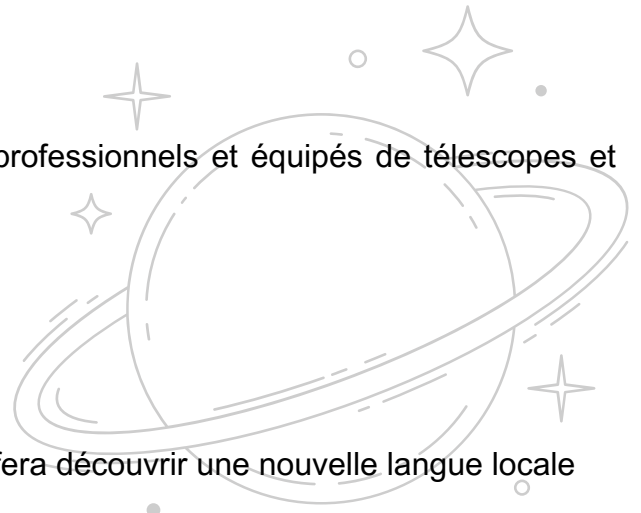 professionnels et équipés de télescopes et
fera découvrir une nouvelle langue locale